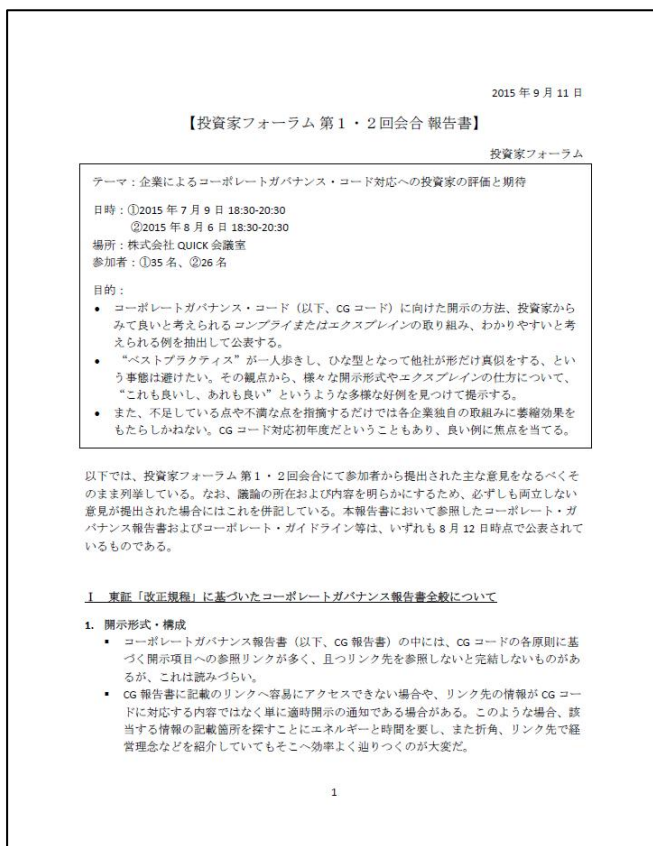 2015 年 9 月 11 日
【投資家フォーラム 第1・2回会合 報告書】
投資家フォーラム
テーマ：企業によるコーポレートガバナンス・コード対応への投資家の評価と期待
日時：①2015 年 7 月 9 日 18:30-20:30
②2015 年 8 月 6 日 18:30-20:30
場所：株式会社 QUICK 会議室
参加者：①35 名、②26 名
目的：
● コーポレートガバナンス・コード（以下、CG コード）に向けた開示の方法、投資家から
みて良いと考えられるコンプライまたはエクスプレインの取り組み、わかりやすいと考
えられる例を抽出して公表する。
● “ベストプラクティス”が一人歩きし、ひな型となって他社が形だけ真似をする、とい
う事態は避けたい。その観点から、様々な開示形式やエクスプレインの仕方について、
“これも良いし、あれも良い”というような多様な好例を見つけて提示する。
● また、不足している点や不満な点を指摘するだけでは各企業独自の取組みに萎縮効果を
もたらしかねない。CG コード対応初年度だということもあり、良い例に焦点を当てる。
以下では、投資家フォーラム 第1・2回会合にて参加者から提出された主な意見をなるべくそ
のまま列挙している。なお、議論の所在および内容を明らかにするため、必ずしも両立しない
意見が提出された場合にはこれを併記している。本報告書において参照したコーポレート・ガ
バナンス報告書およびコーポレート・ガイドライン等は、いずれも 8 月 12 日時点で公表されて
いるものである。
Ⅰ 東証「改正規程」に基づいたコーポレートガバナンス報告書全般について
1. 開示形式・構成
▪ コーポレートガバナンス報告書（以下、CG 報告書）の中には、CG コードの各原則に基
づく開示項目への参照リンクが多く、且つリンク先を参照しないと完結しないものがあ
るが、これは読みづらい。
▪ CG 報告書に記載のリンクへ容易にアクセスできない場合や、リンク先の情報が CG コー
ドに対応する内容ではなく単に適時開示の通知である場合がある。このような場合、該
当する情報の記載箇所を探すことにエネルギーと時間を要し、また折角、リンク先で経
営理念などを紹介していてもそこへ効率よく辿りつくのが大変だ。
1